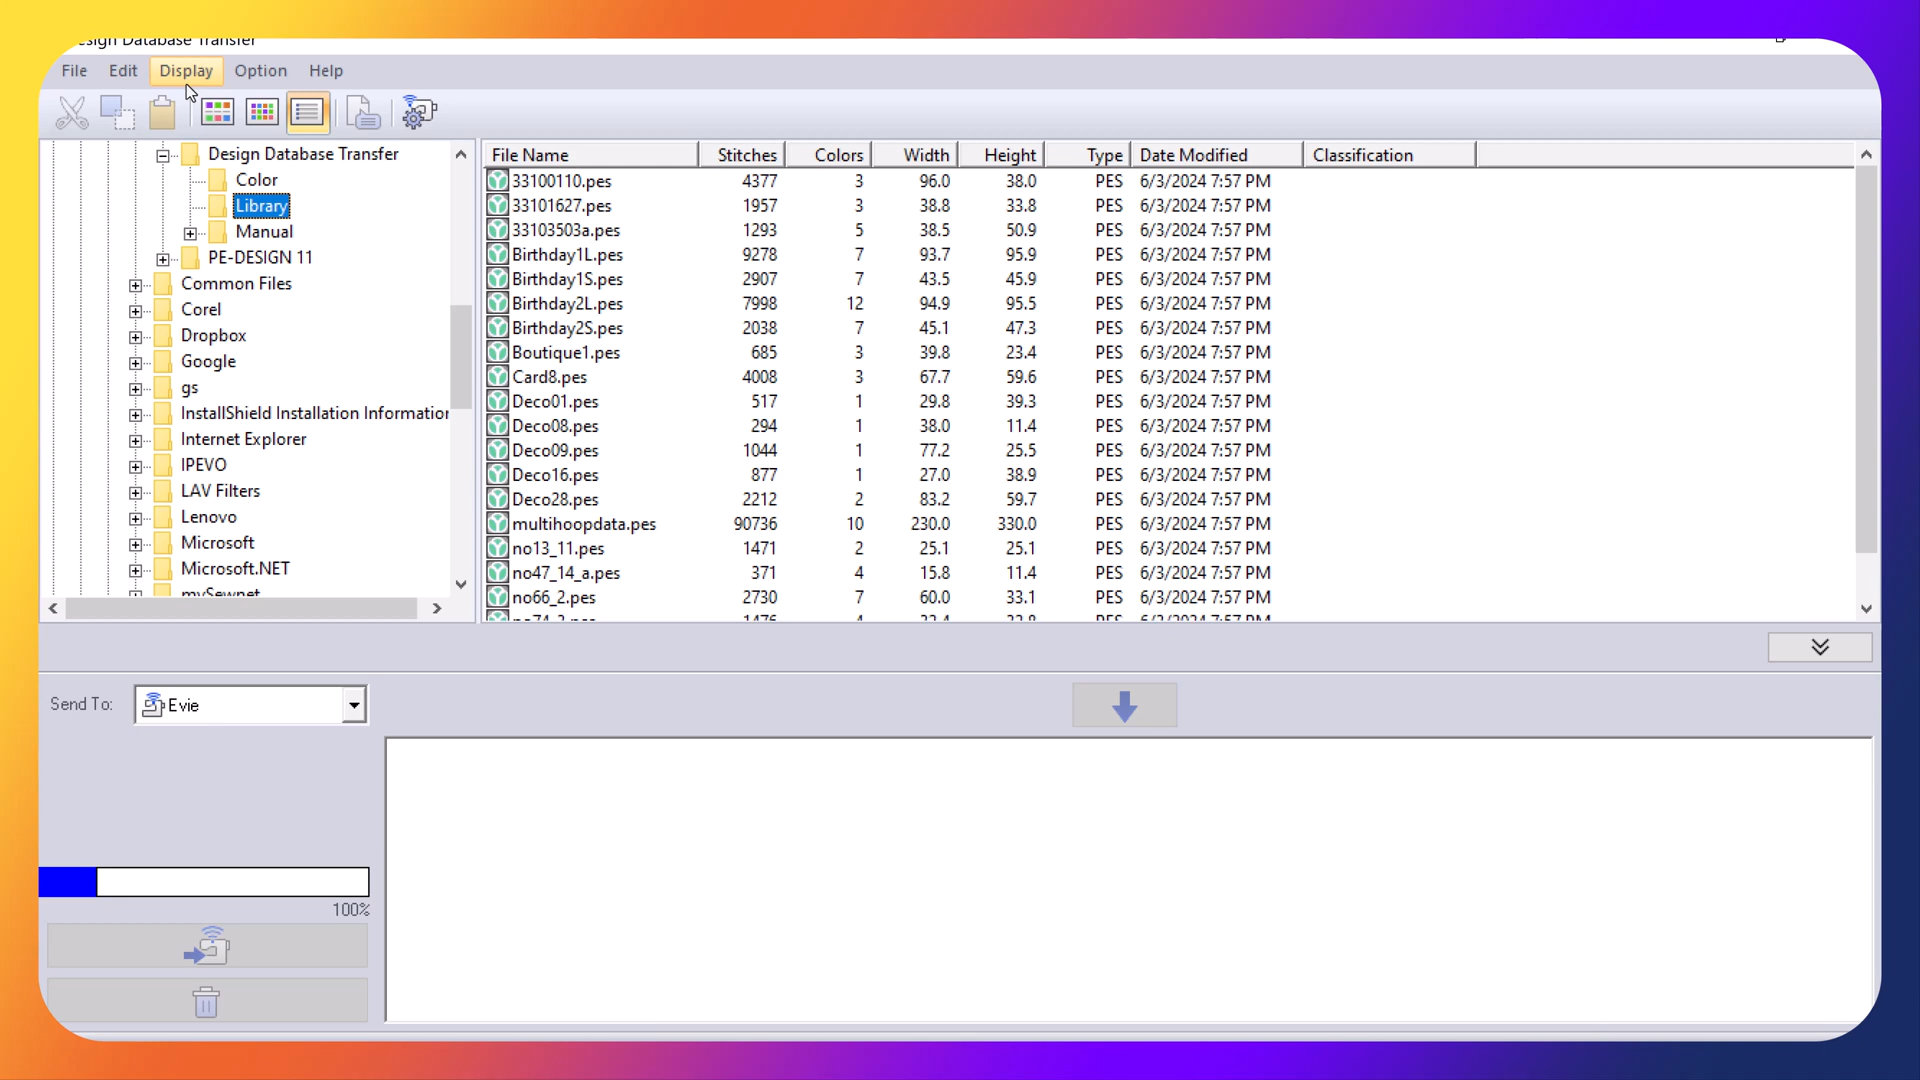 Design Database Transfer
File Edit Display Option Help
Design Database Transfer
Color
Library
Manual
PE-DESIGN 11
Common Files
Corel
Dropbox
Google
gs
InstallShield Installation Informatior
Internet Explorer
IPEVO
LAV Filters
Lenovo
Microsoft
Microsoft.NET
mySewnet
File Name Stitches Colors Width Height Type Date Modified Classification
33100110.pes 4377 3 96.0 38.0 PES 6/3/2024 7:57 PM
33101627.pes 1957 3 38.8 33.8 PES 6/3/2024 7:57 PM
33103503a.pes 1293 5 38.5 50.9 PES 6/3/2024 7:57 PM
Birthday1L.pes 9278 7 93.7 95.9 PES 6/3/2024 7:57 PM
Birthday1S.pes 2907 7 43.5 45.9 PES 6/3/2024 7:57 PM
Birthday2L.pes 7998 12 94.9 95.5 PES 6/3/2024 7:57 PM
Birthday2S.pes 2038 7 45.1 47.3 PES 6/3/2024 7:57 PM
Boutique1.pes 685 3 39.8 23.4 PES 6/3/2024 7:57 PM
Card8.pes 4008 3 67.7 59.6 PES 6/3/2024 7:57 PM
Deco01.pes 517 1 29.8 39.3 PES 6/3/2024 7:57 PM
Deco08.pes 294 1 38.0 11.4 PES 6/3/2024 7:57 PM
Deco09.pes 1044 1 77.2 25.5 PES 6/3/2024 7:57 PM
Deco16.pes 877 1 27.0 38.9 PES 6/3/2024 7:57 PM
Deco28.pes 2212 2 83.2 59.7 PES 6/3/2024 7:57 PM
multihoopdata.pes 90736 10 230.0 330.0 PES 6/3/2024 7:57 PM
no13_11.pes 1471 2 25.1 25.1 PES 6/3/2024 7:57 PM
no47_14_a.pes 371 4 15.8 11.4 PES 6/3/2024 7:57 PM
no66_2.pes 2730 7 60.0 33.1 PES 6/3/2024 7:57 PM
Send To: Evie
100%